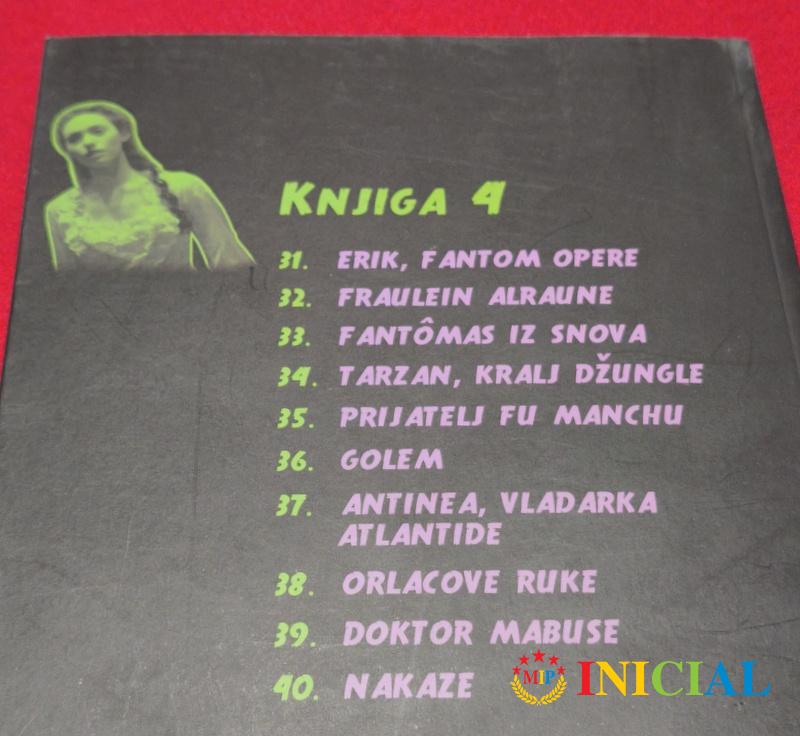 KNJIGA 4
31. ERIK, FANTOM OPERE
32. FRAULEIN ALRAUNE
33. FANTÔMAS IZ SNOVA
34. TARZAN, KRALJ DŽUNGLE
35. PRIJATELJ FU MANCHU
36. GOLEM
37. ANTINEA, VLADARKA
ATLANTIDE
38. ORLACOVE RUKE
39. DOKTOR MABUSE
40. NAKAZE
MIP INICIAL